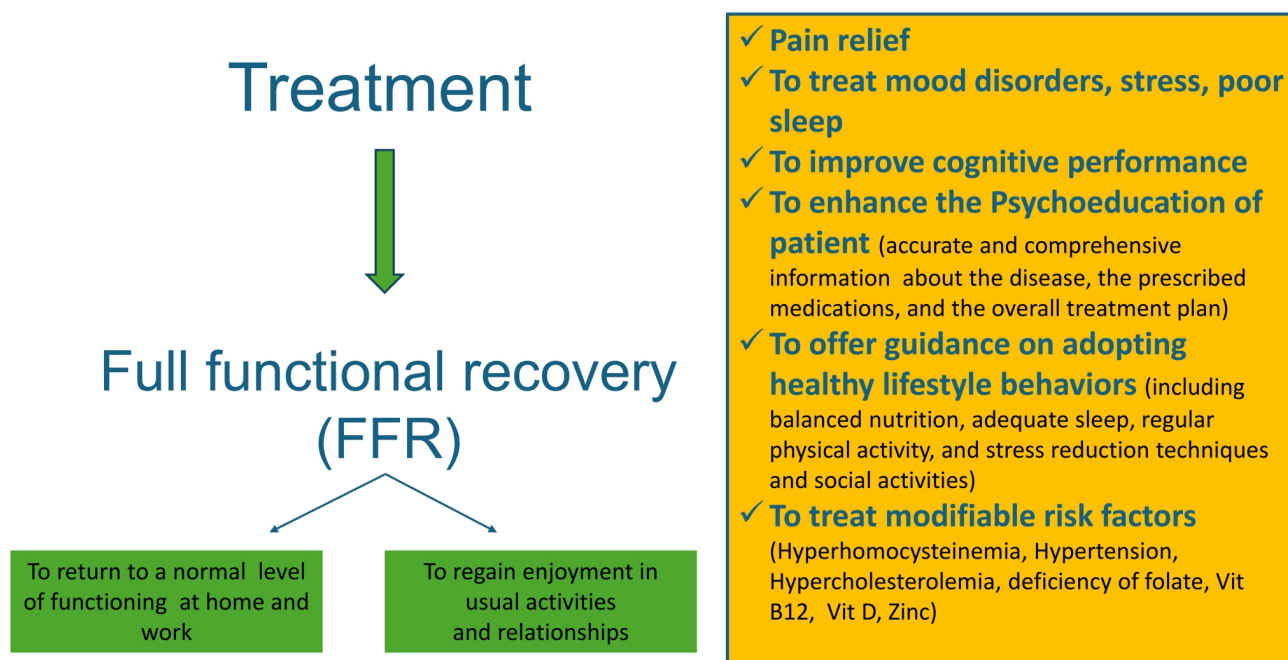 Treatment
Full functional recovery
(FFR)
To return to a normal level
of functioning at home and
work
To regain enjoyment in
usual activities
and relationships
✓ Pain relief
✓ To treat mood disorders, stress, poor
sleep
✓ To improve cognitive performance
✓ To enhance the Psychoeducation of
patient (accurate and comprehensive
information about the disease, the prescribed
medications, and the overall treatment plan)
✓ To offer guidance on adopting
healthy lifestyle behaviors (including
balanced nutrition, adequate sleep, regular
physical activity, and stress reduction techniques
and social activities)
✓ To treat modifiable risk factors
(Hyperhomocysteinemia, Hypertension,
Hypercholesterolemia, deficiency of folate, Vit
B12, Vit D, Zinc)